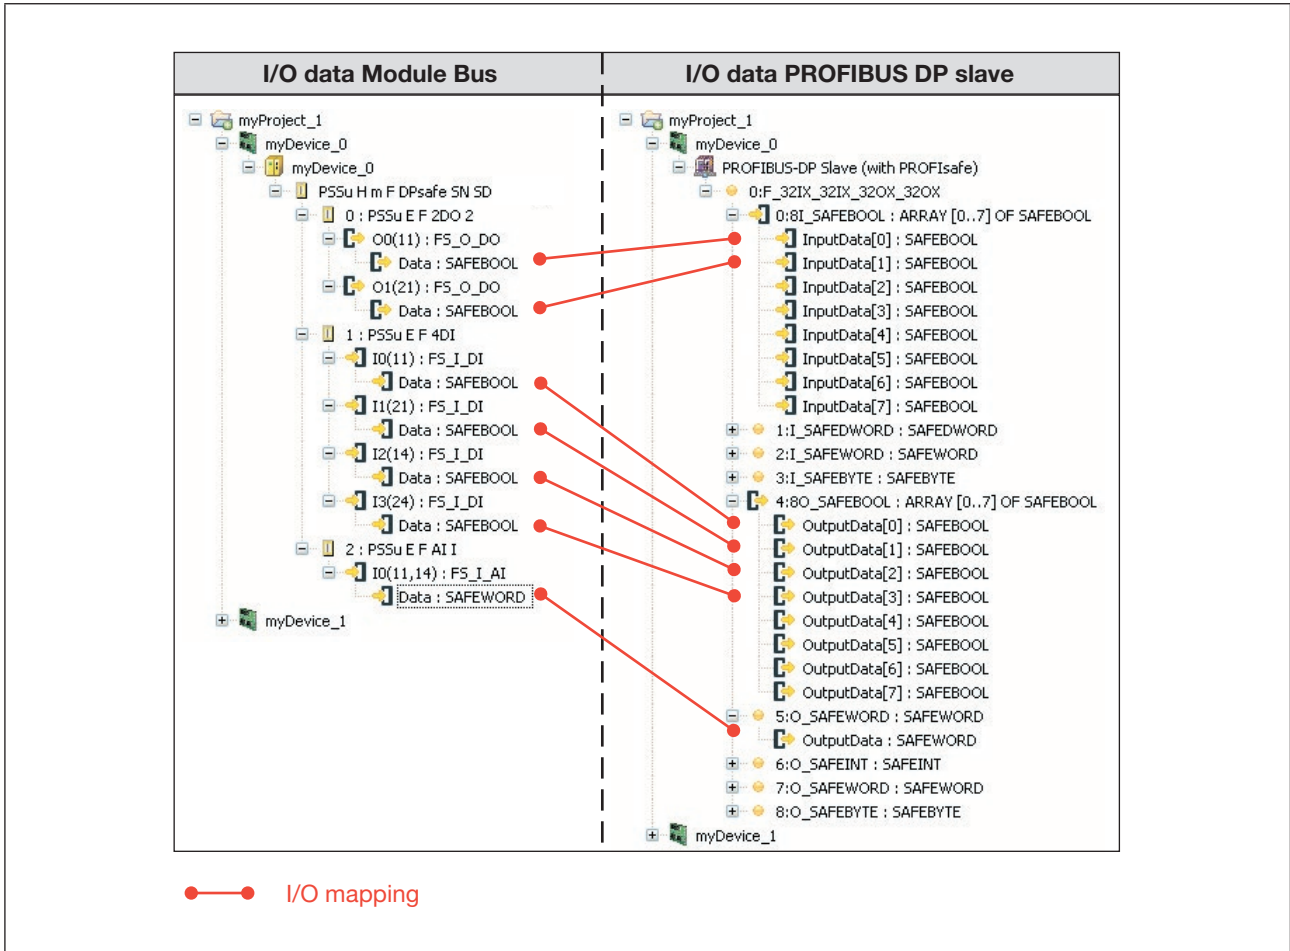 I/O data Module Bus
myProject_1
myDevice_0
myDevice_0
PSSu H m F DPsafe SN SD
0 : PSSu E F 2DO 2
O0(11) : FS_O_DO
Data : SAFEBOOL
O1(21) : FS_O_DO
Data : SAFEBOOL
1 : PSSu E F 4DI
I0(11) : FS_I_DI
Data : SAFEBOOL
I1(21) : FS_I_DI
Data : SAFEBOOL
I2(14) : FS_I_DI
Data : SAFEBOOL
I3(24) : FS_I_DI
Data : SAFEBOOL
2 : PSSu E F AI I
I0(11,14) : FS_I_AI
Data : SAFEWORD
myDevice_1
I/O data PROFIBUS DP slave
myProject_1
myDevice_0
PROFIBUS-DP Slave (with PROFIsafe)
0:F_32IX_32IX_32OX_32OX
0:8I_SAFEBOOL : ARRAY [0..7] OF SAFEBOOL
InputData[0] : SAFEBOOL
InputData[1] : SAFEBOOL
InputData[2] : SAFEBOOL
InputData[3] : SAFEBOOL
InputData[4] : SAFEBOOL
InputData[5] : SAFEBOOL
InputData[6] : SAFEBOOL
InputData[7] : SAFEBOOL
1:I_SAFEDWORD : SAFEDWORD
2:I_SAFEWORD : SAFEWORD
3:I_SAFEBYTE : SAFEBYTE
4:8O_SAFEBOOL : ARRAY [0..7] OF SAFEBOOL
OutputData[0] : SAFEBOOL
OutputData[1] : SAFEBOOL
OutputData[2] : SAFEBOOL
OutputData[3] : SAFEBOOL
OutputData[4] : SAFEBOOL
OutputData[5] : SAFEBOOL
OutputData[6] : SAFEBOOL
OutputData[7] : SAFEBOOL
5:O_SAFEWORD : SAFEWORD
OutputData : SAFEWORD
6:O_SAFEINT : SAFEINT
7:O_SAFEWORD : SAFEWORD
8:O_SAFEBYTE : SAFEBYTE
myDevice_1
I/O mapping